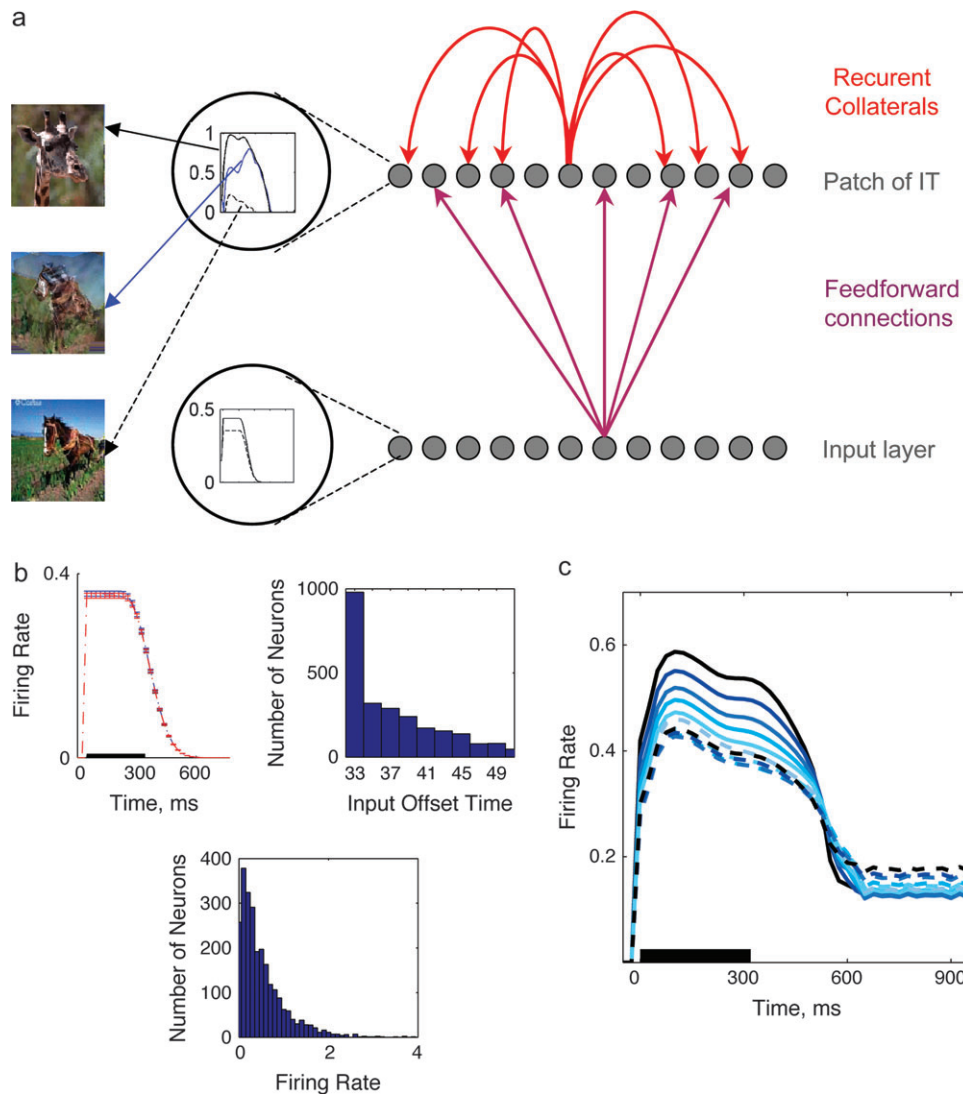 a
Recurent
Collaterals
1
0.5
0
Patch of IT
Feedforward
connections
0.5
0
Input layer
b
0.4
0
Firing Rate
0 300 600
Time, ms
1000
500
0
Number of Neurons
33 37 41 45 49
Input Offset Time
400
300
200
100
0
Number of Neurons
0 2 4
Firing Rate
c
0.6
0.4
0.2
Firing Rate
0 300 600 900
Time, ms